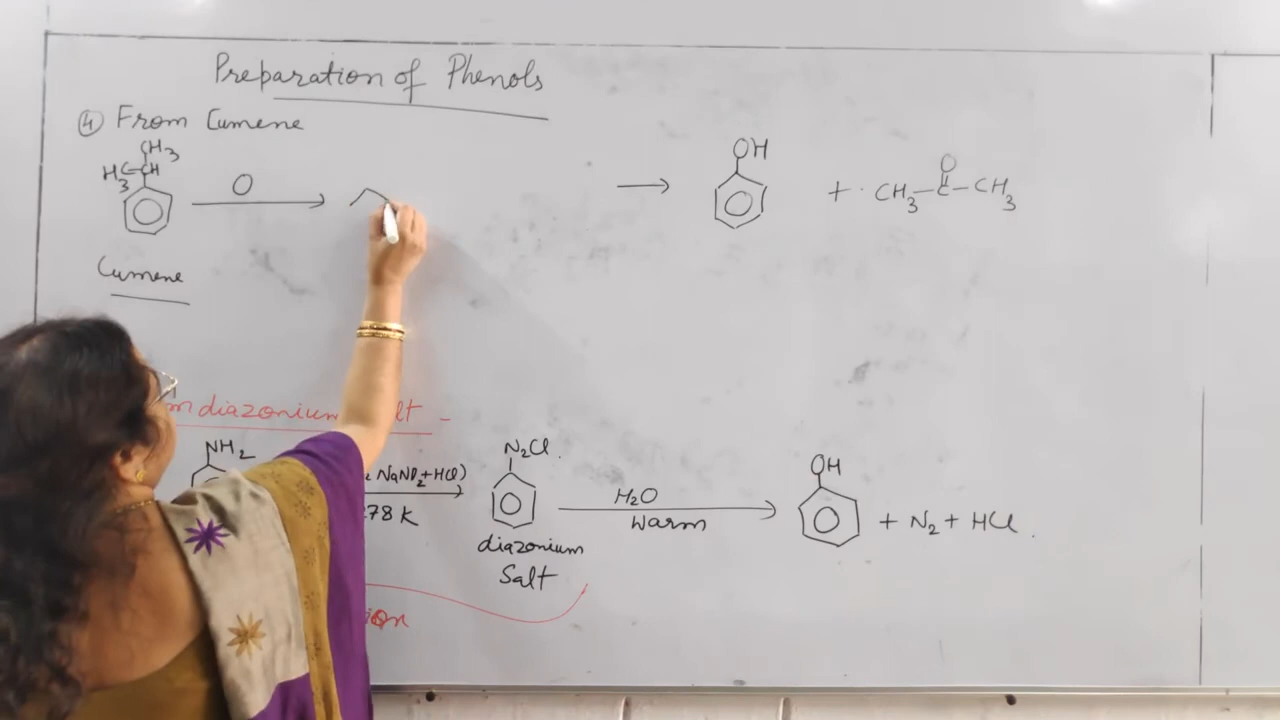 Preparation of Phenols
④ From Cumene
CH3
H3C-CH
O
OH
+ CH3-C-CH3
O
Cumene
diazonium
NH2
NaNO2+HCl)
278 K
N2Cl
diazonium
Salt
H2O
Warm
OH
+ N2 + HCl